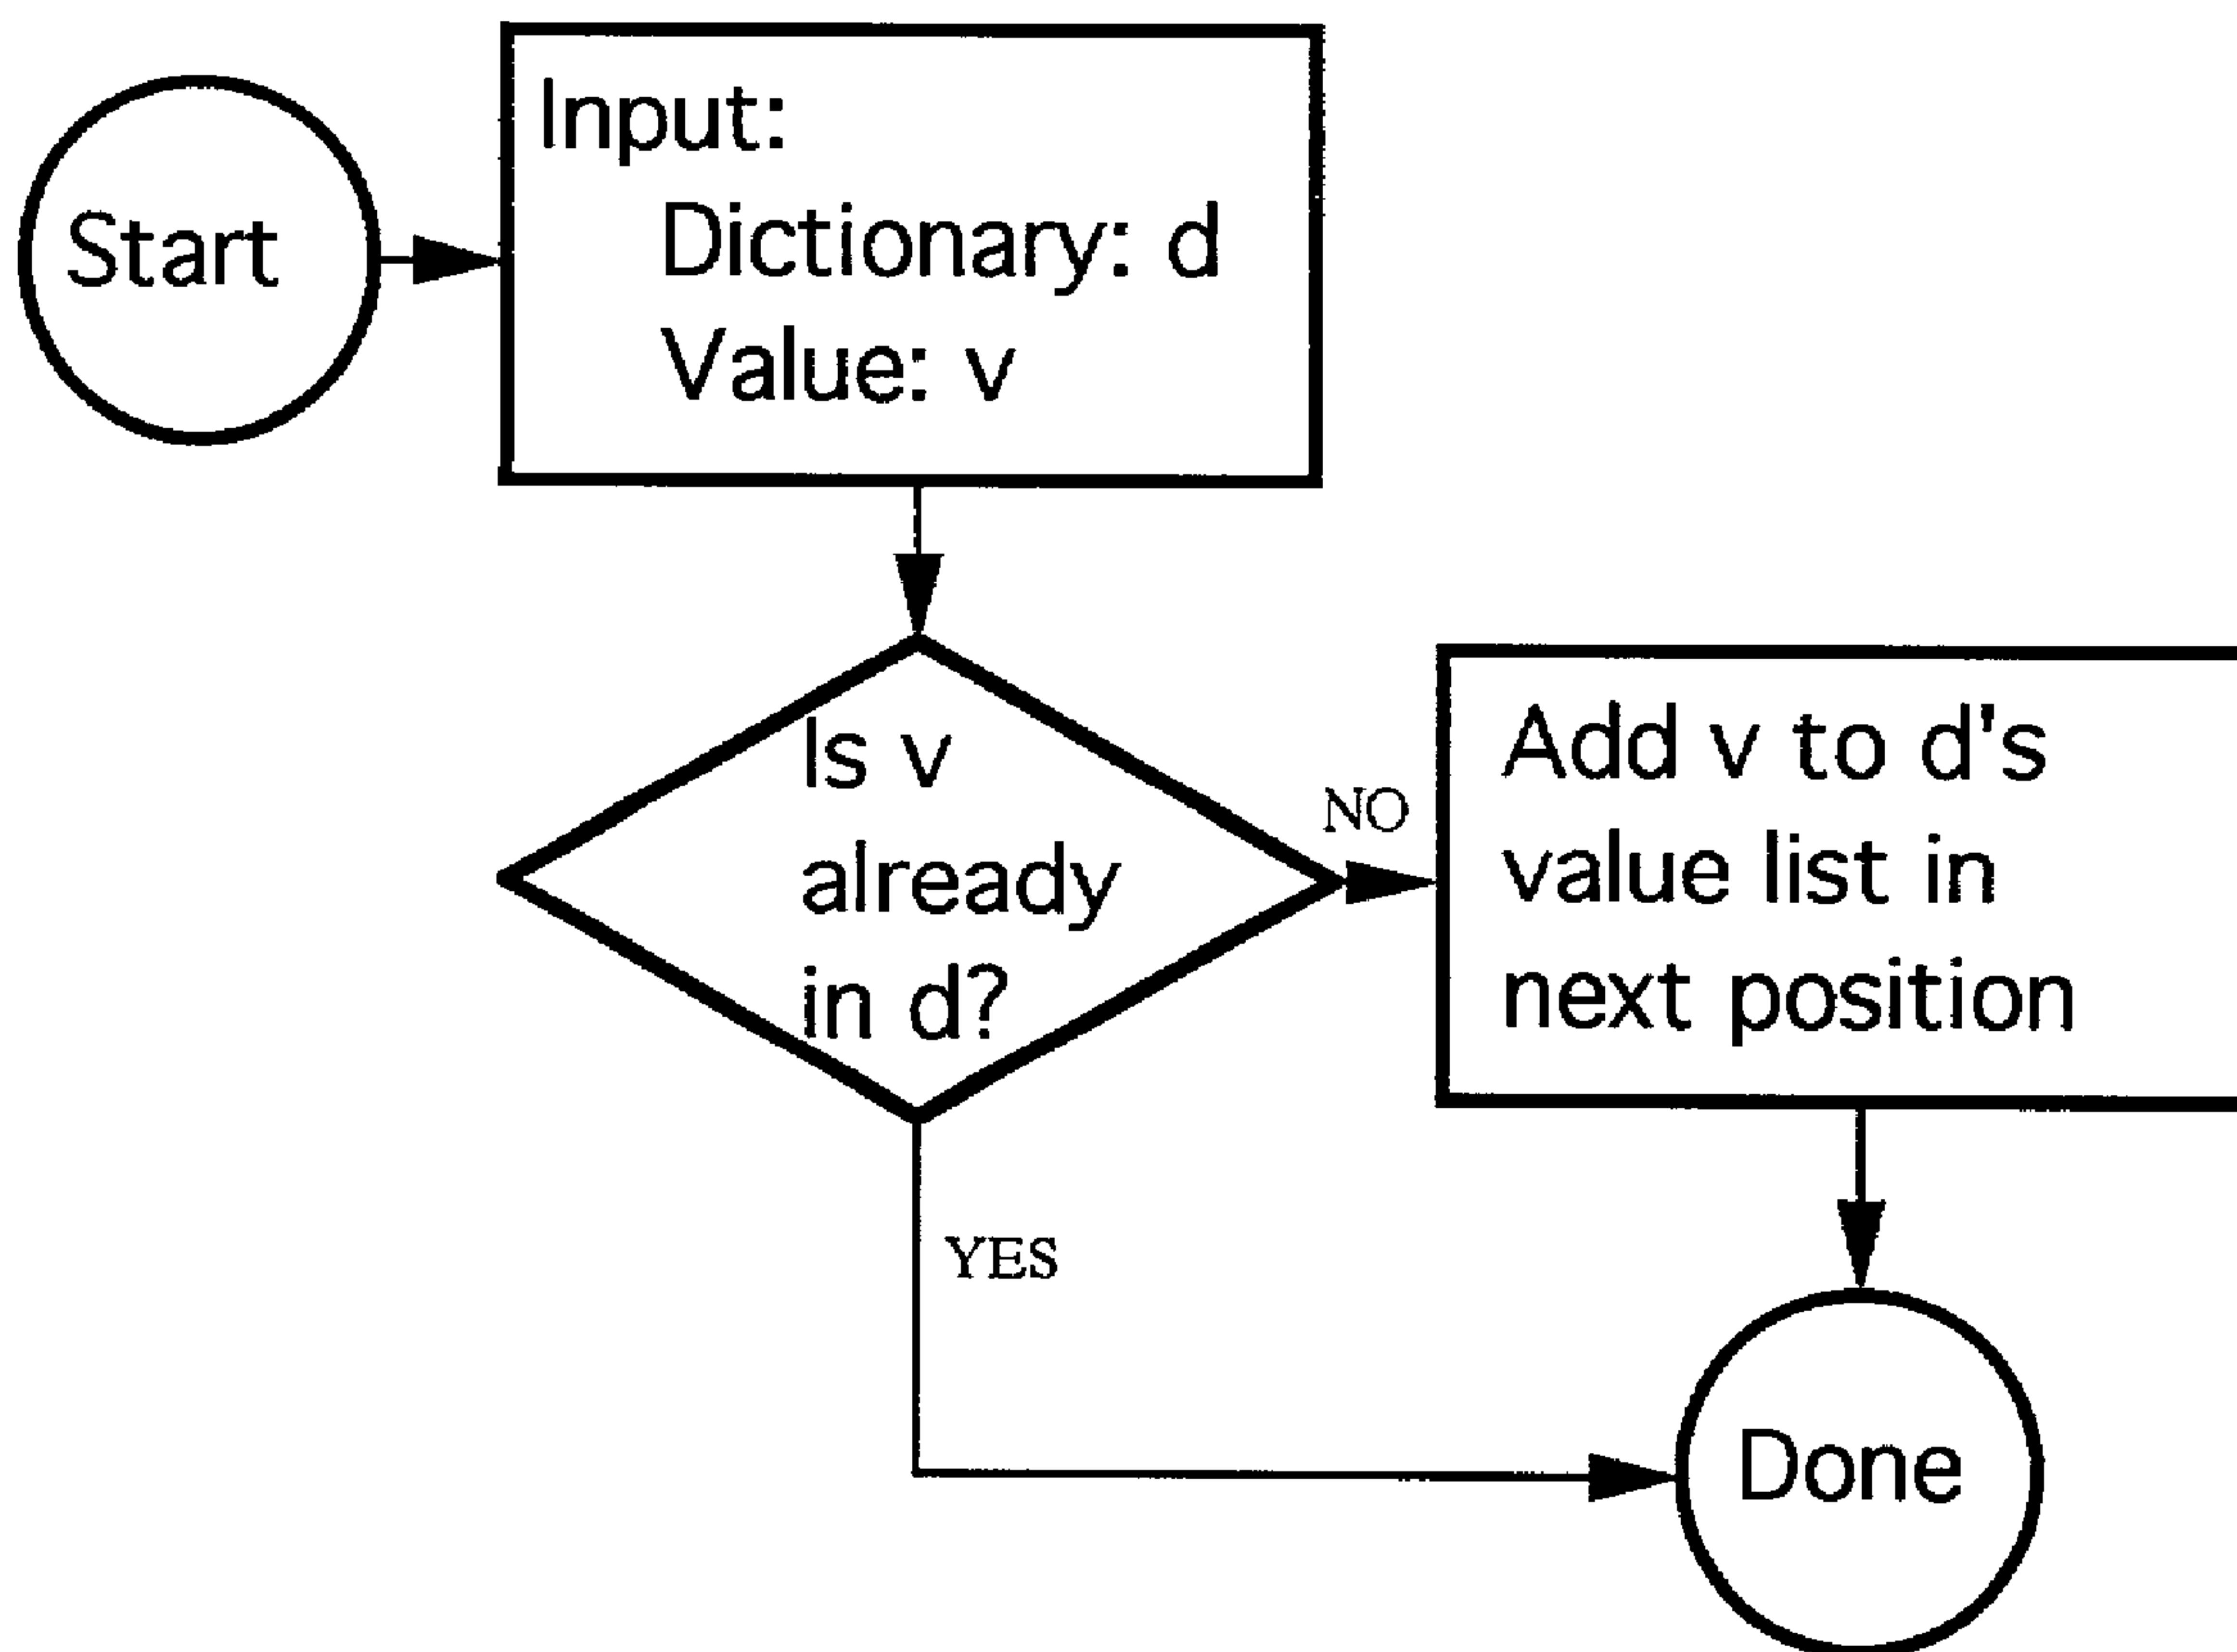 Start
Input:
Dictionary: d
Value: v
Is v
already
in d?
NO
Add v to d's
value list in
next position
YES
Done